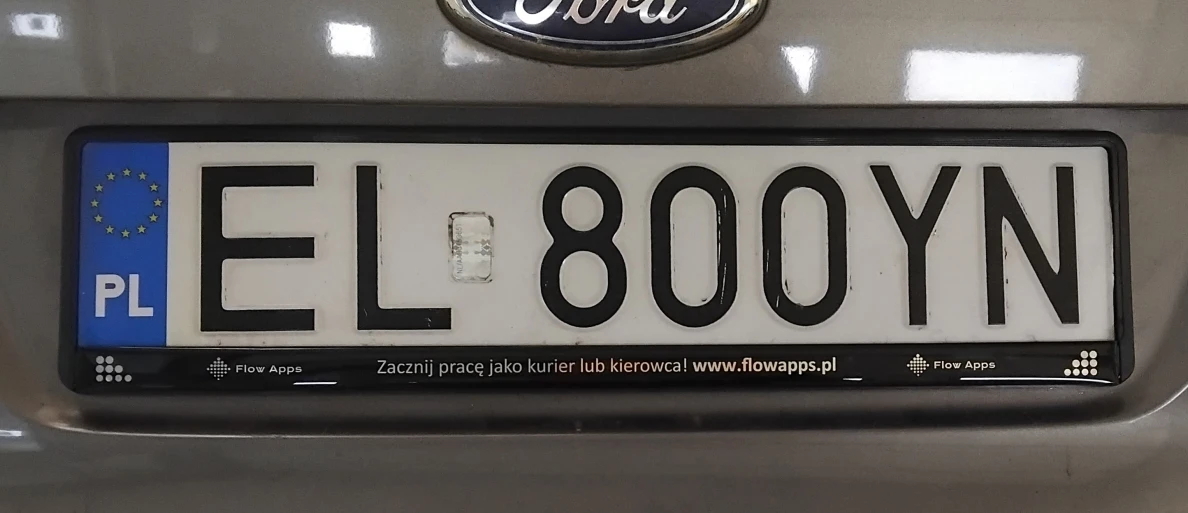 Ford
PL
EL 800YN
Flow Apps Zacznij pracę jako kurier lub kierowca! www.flowapps.pl Flow Apps